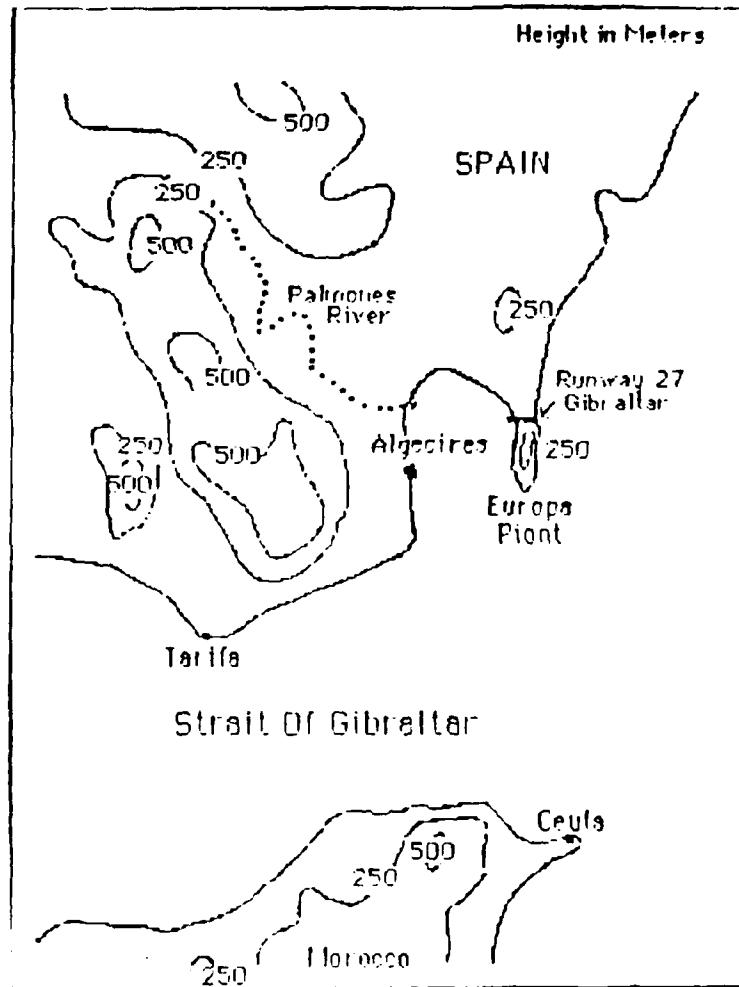 Height in Meters
500
250
SPAIN
250
500
250
Palmones
River
Runway 27
Gibraltar
500
250
500
Algecires
250
500
Europa
Piont
Tarifa
Strait Of Gibraltar
Ceuta
500
250
Morocco
250